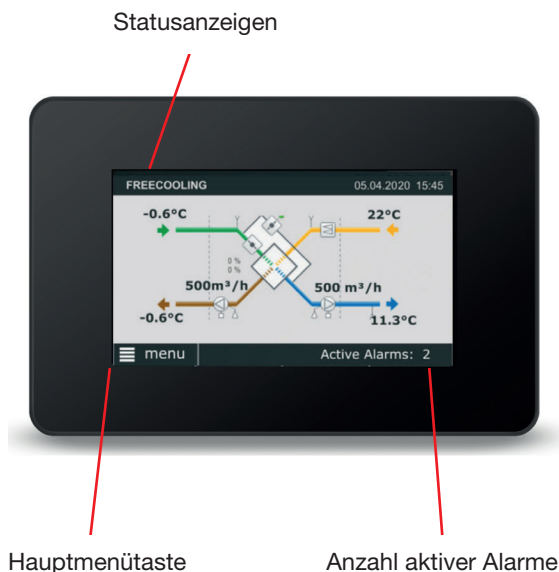 Statusanzeigen
FREECOOLING 05.04.2020 15:45
-0.6°C 22°C
0 %
0 %
500m³/h 500 m³/h
-0.6°C 11.3°C
menu Active Alarms: 2
Hauptmenütaste Anzahl aktiver Alarme